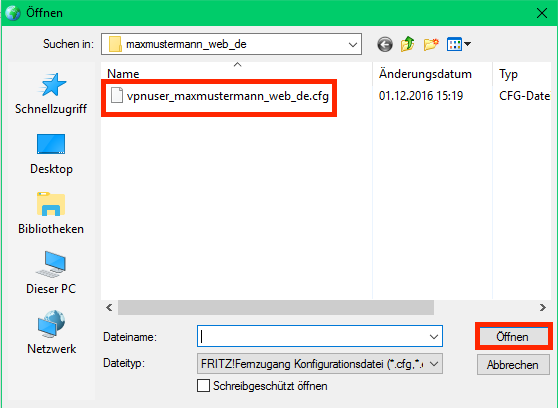 Öffnen
Suchen in: maxmustermann_web_de
Name Änderungsdatum Typ
vpnuser_maxmustermann_web_de.cfg 01.12.2016 15:19 CFG-Date
Schnellzugriff
Desktop
Bibliotheken
Dieser PC
Netzwerk
Dateiname: Öffnen
Dateityp: FRITZ!Fernzugang Konfigurationsdatei (*.cfg,*.e Abbrechen
Schreibgeschützt öffnen